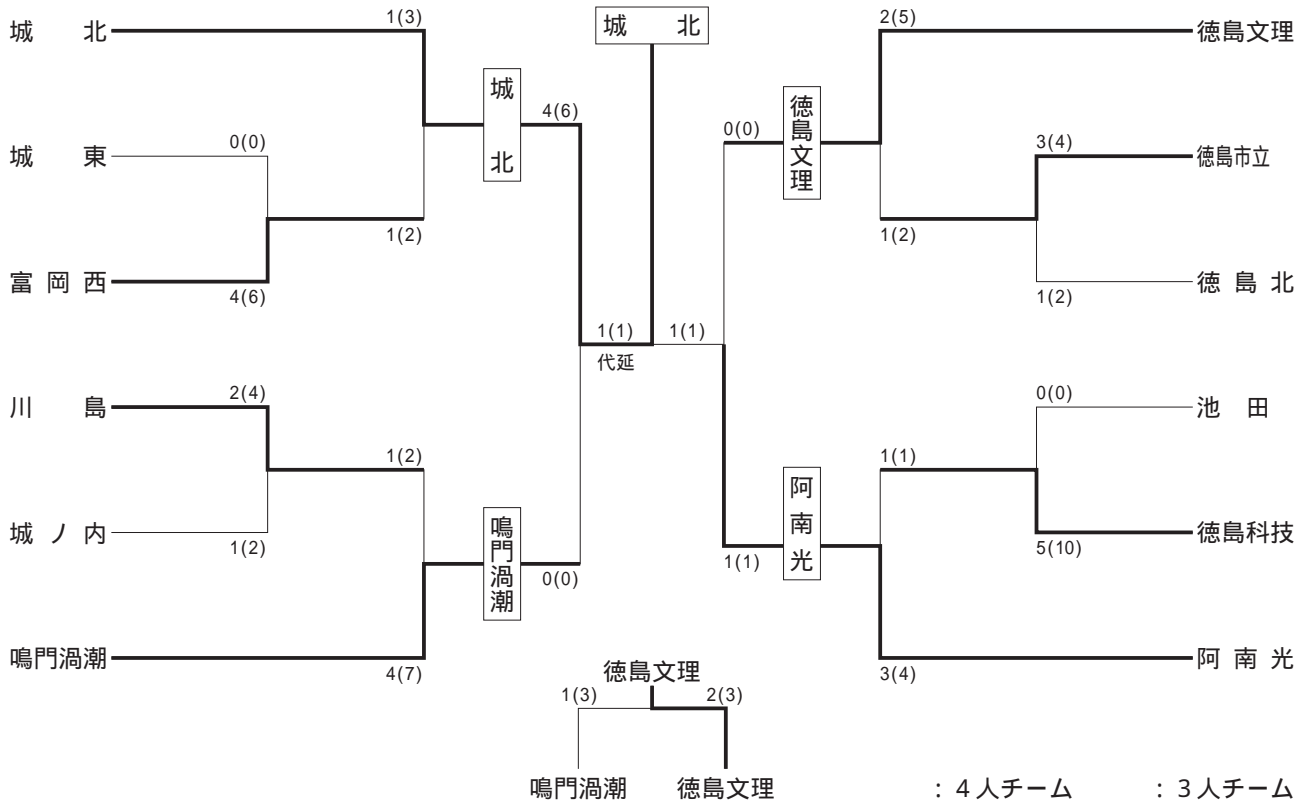 城北
1(3)
城北
2(5)
徳島文理
城北
4(6)
徳島文理
0(0)
城東
0(0)
3(4)
徳島市立
1(2)
1(2)
富岡西
4(6)
1(2)
徳島北
1(1)
代延
1(1)
川島
2(4)
0(0)
池田
1(2)
1(1)
城ノ内
1(2)
鳴門渦潮
0(0)
阿南光
1(1)
5(10)
徳島科技
鳴門渦潮
4(7)
3(4)
阿南光
徳島文理
1(3)
2(3)
鳴門渦潮
徳島文理
：４人チーム
：３人チーム